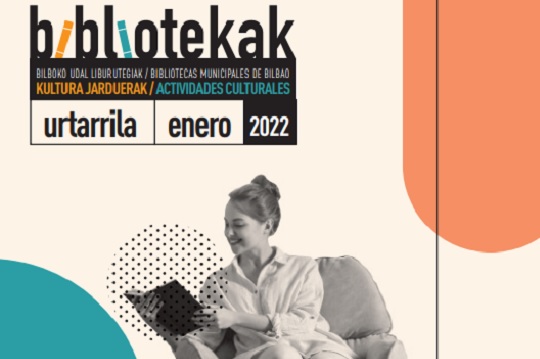 bibliotekak
BILBOKO UDAL LIBURUTEGIAK / BIBLIOTECAS MUNICIPALES DE BILBAO
KULTURA JARDUERAK / ACTIVIDADES CULTURALES
urtarrila enero 2022